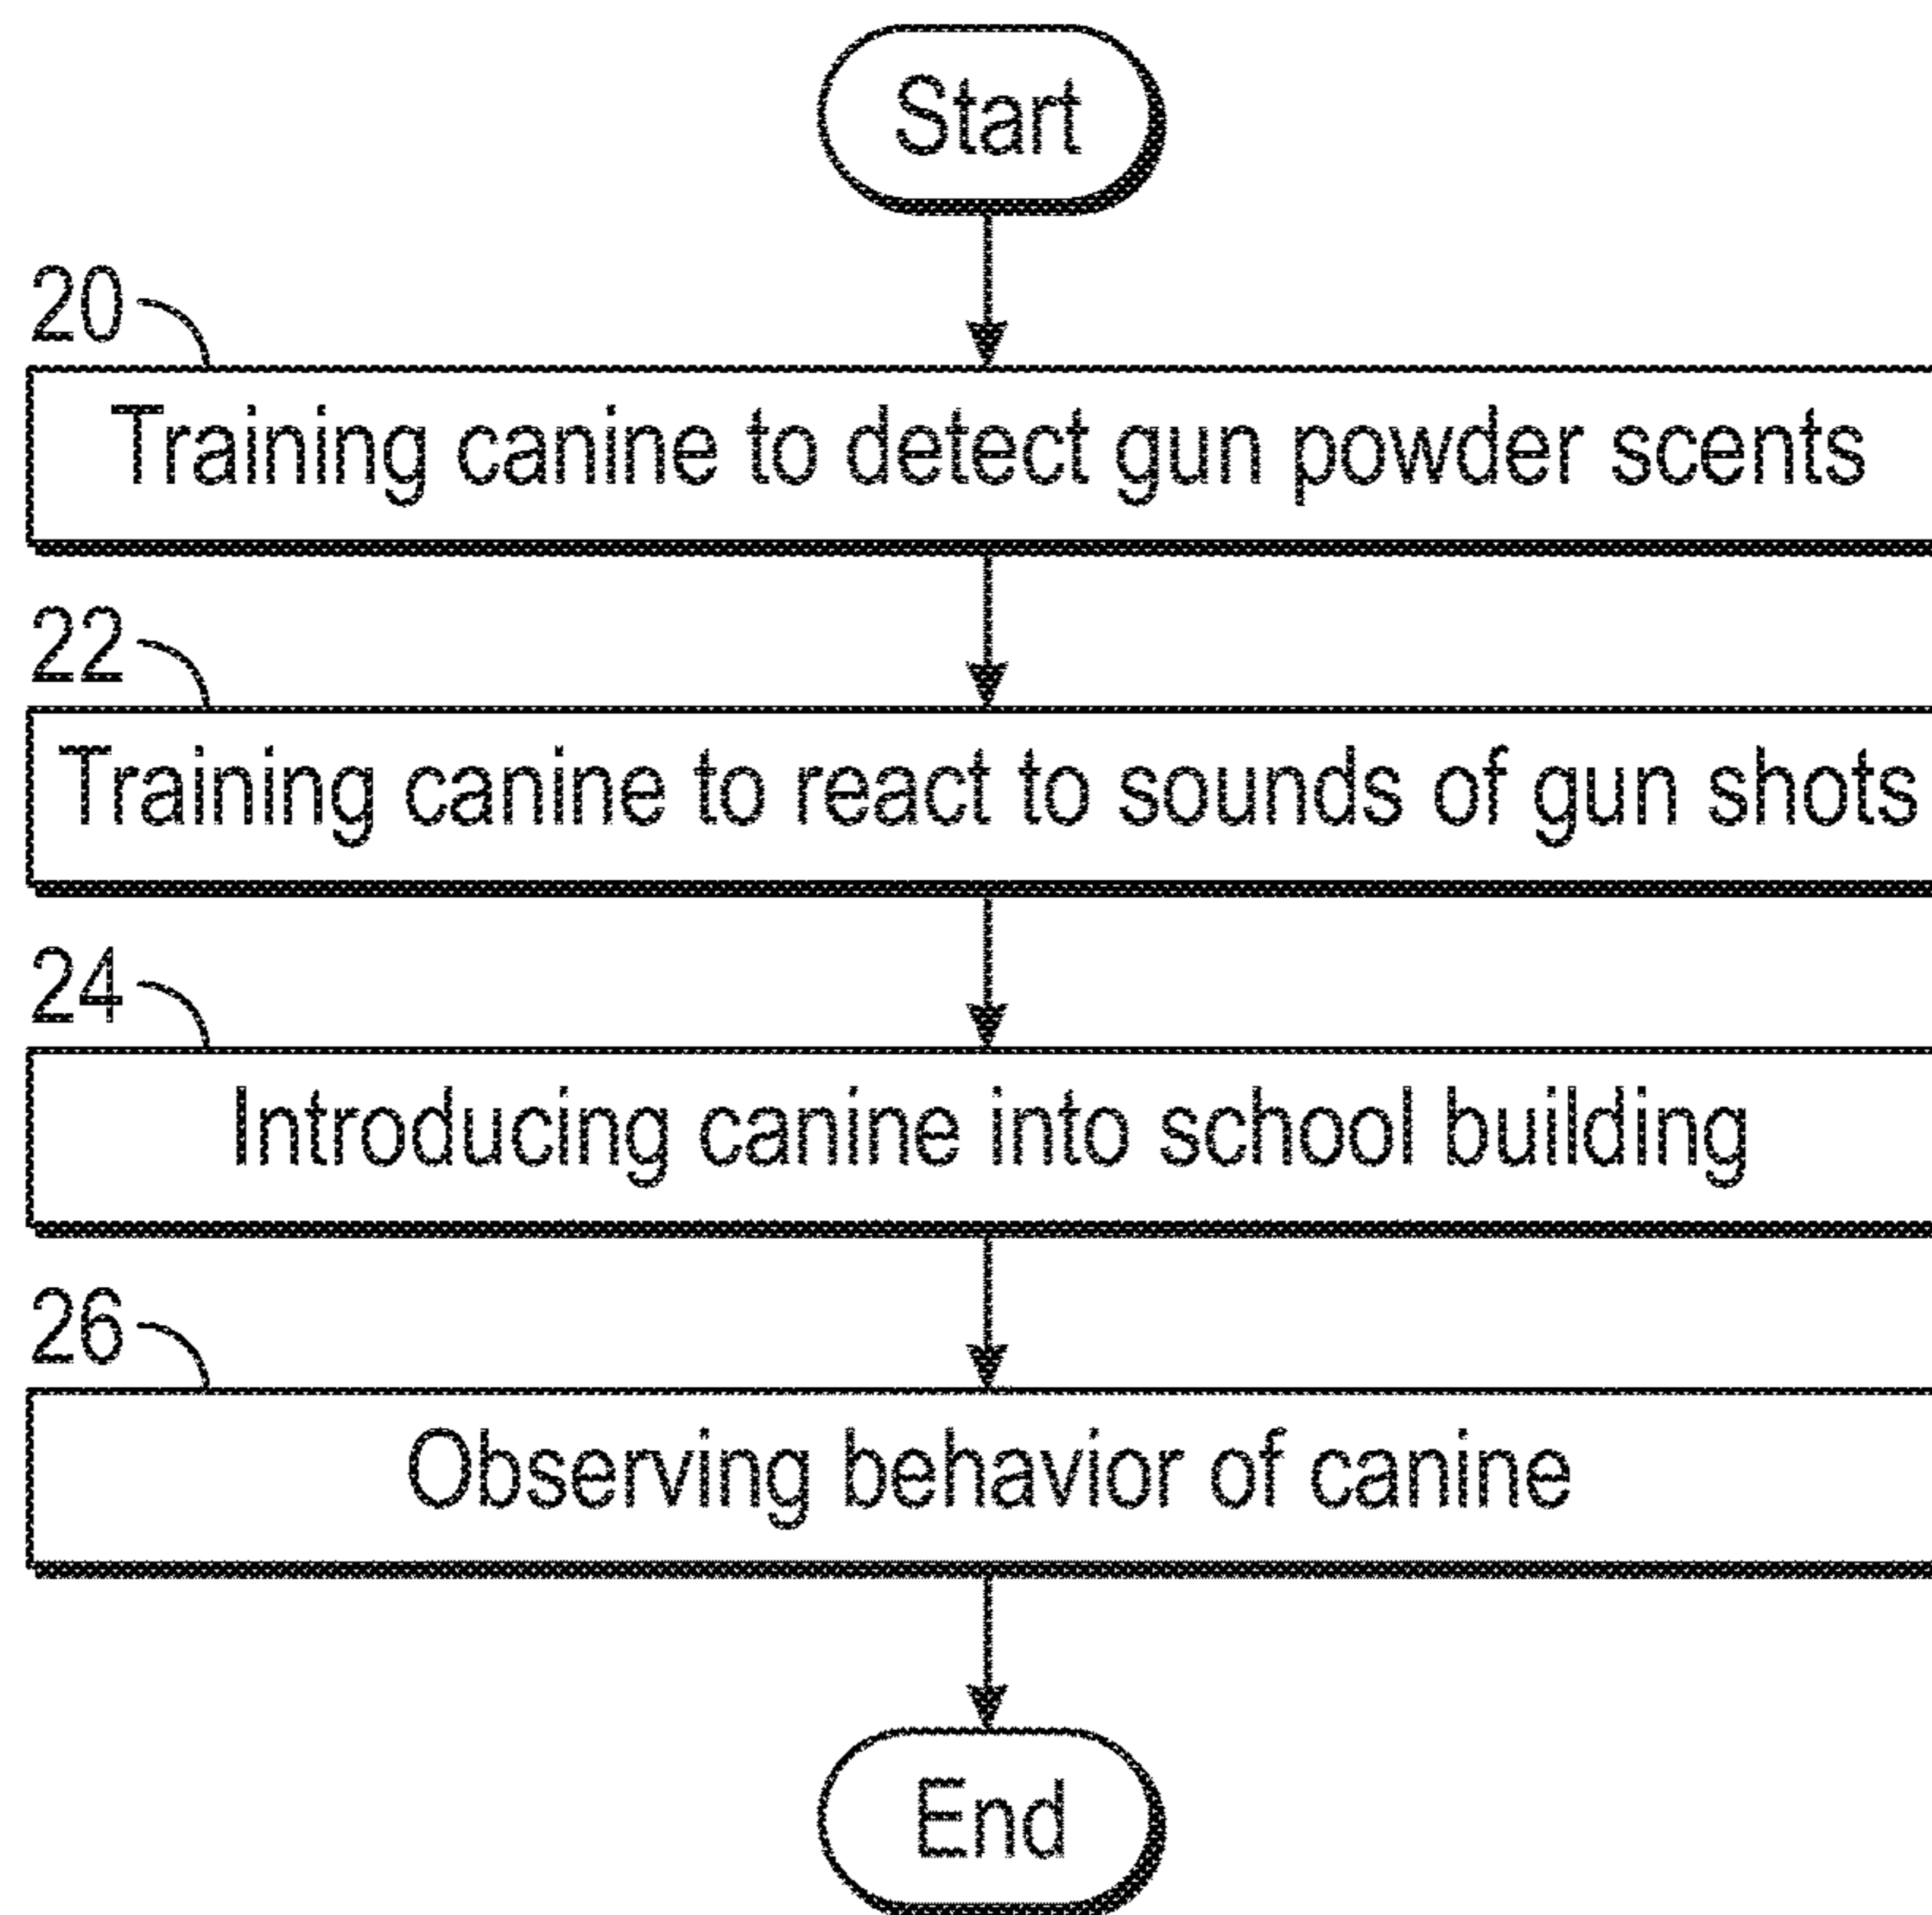 Start
20
Training canine to detect gun powder scents
22
Training canine to react to sounds of gun shots
24
Introducing canine into school building
26
Observing behavior of canine
End